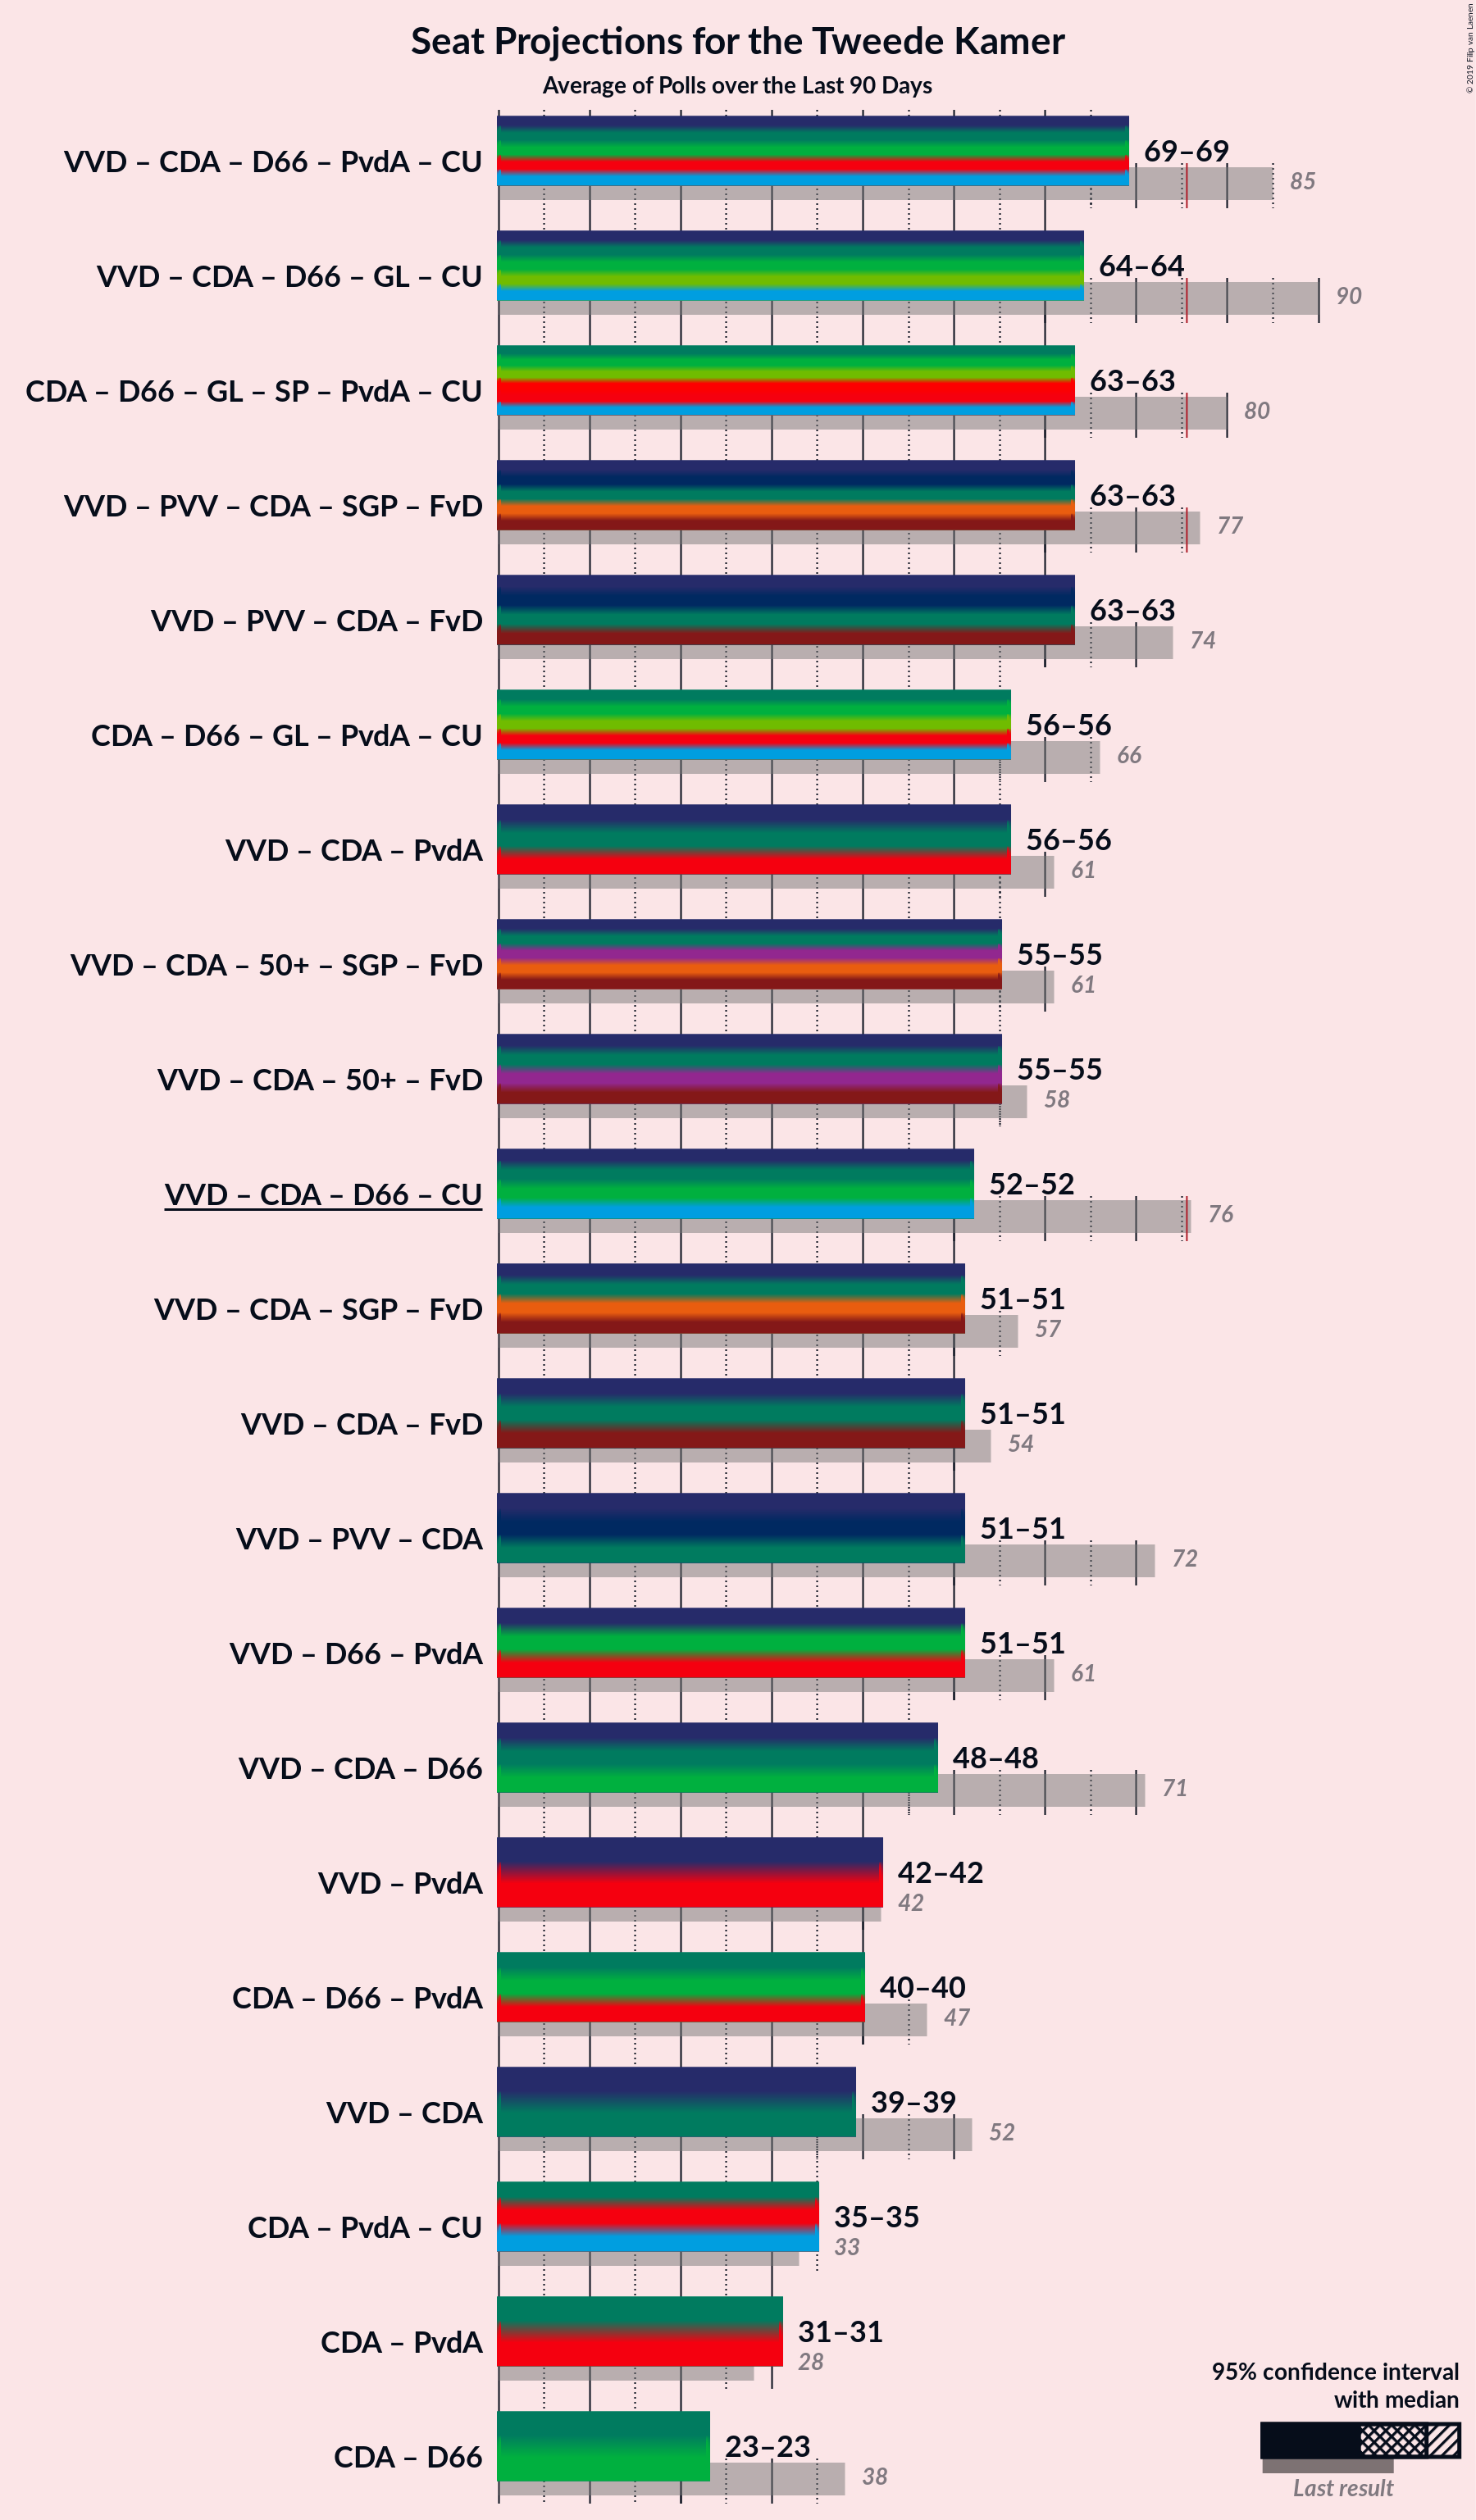 Seat Projections for the Tweede Kamer
Average of Polls over the Last 90 Days
© 2019 Filip van Laenen
VVD – CDA – D66 – PvdA – CU
69–69
85
VVD – CDA – D66 – GL – CU
64–64
90
CDA – D66 – GL – SP – PvdA – CU
63–63
80
VVD – PVV – CDA – SGP – FvD
63–63
77
VVD – PVV – CDA – FvD
63–63
74
CDA – D66 – GL – PvdA – CU
56–56
66
VVD – CDA – PvdA
56–56
61
VVD – CDA – 50+ – SGP – FvD
55–55
61
VVD – CDA – 50+ – FvD
55–55
58
VVD – CDA – D66 – CU
52–52
76
VVD – CDA – SGP – FvD
51–51
57
VVD – CDA – FvD
51–51
54
VVD – PVV – CDA
51–51
72
VVD – D66 – PvdA
51–51
61
VVD – CDA – D66
48–48
71
VVD – PvdA
42–42
42
CDA – D66 – PvdA
40–40
47
VVD – CDA
39–39
52
CDA – PvdA – CU
35–35
33
CDA – PvdA
31–31
28
CDA – D66
23–23
38
95% confidence interval
with median
Last result